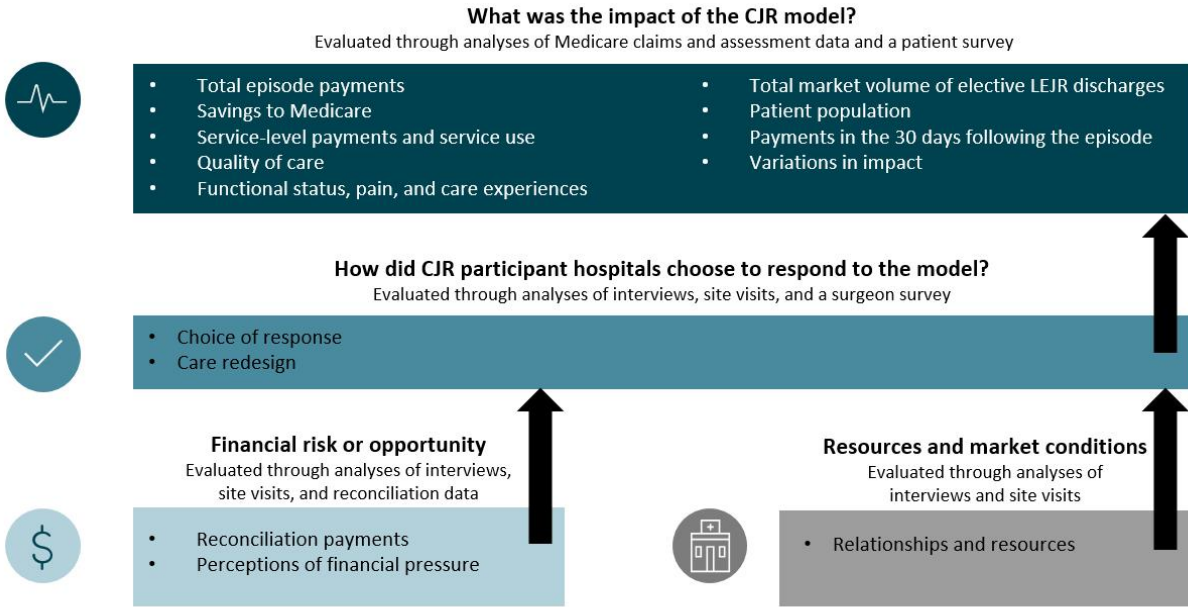 What was the impact of the CJR model?
Evaluated through analyses of Medicare claims and assessment data and a patient survey
• Total episode payments
• Savings to Medicare
• Service-level payments and service use
• Quality of care
• Functional status, pain, and care experiences
• Total market volume of elective LEJR discharges
• Patient population
• Payments in the 30 days following the episode
• Variations in impact
How did CJR participant hospitals choose to respond to the model?
Evaluated through analyses of interviews, site visits, and a surgeon survey
• Choice of response
• Care redesign
Financial risk or opportunity
Evaluated through analyses of interviews,
site visits, and reconciliation data
$
• Reconciliation payments
• Perceptions of financial pressure
Resources and market conditions
Evaluated through analyses of
interviews and site visits
• Relationships and resources